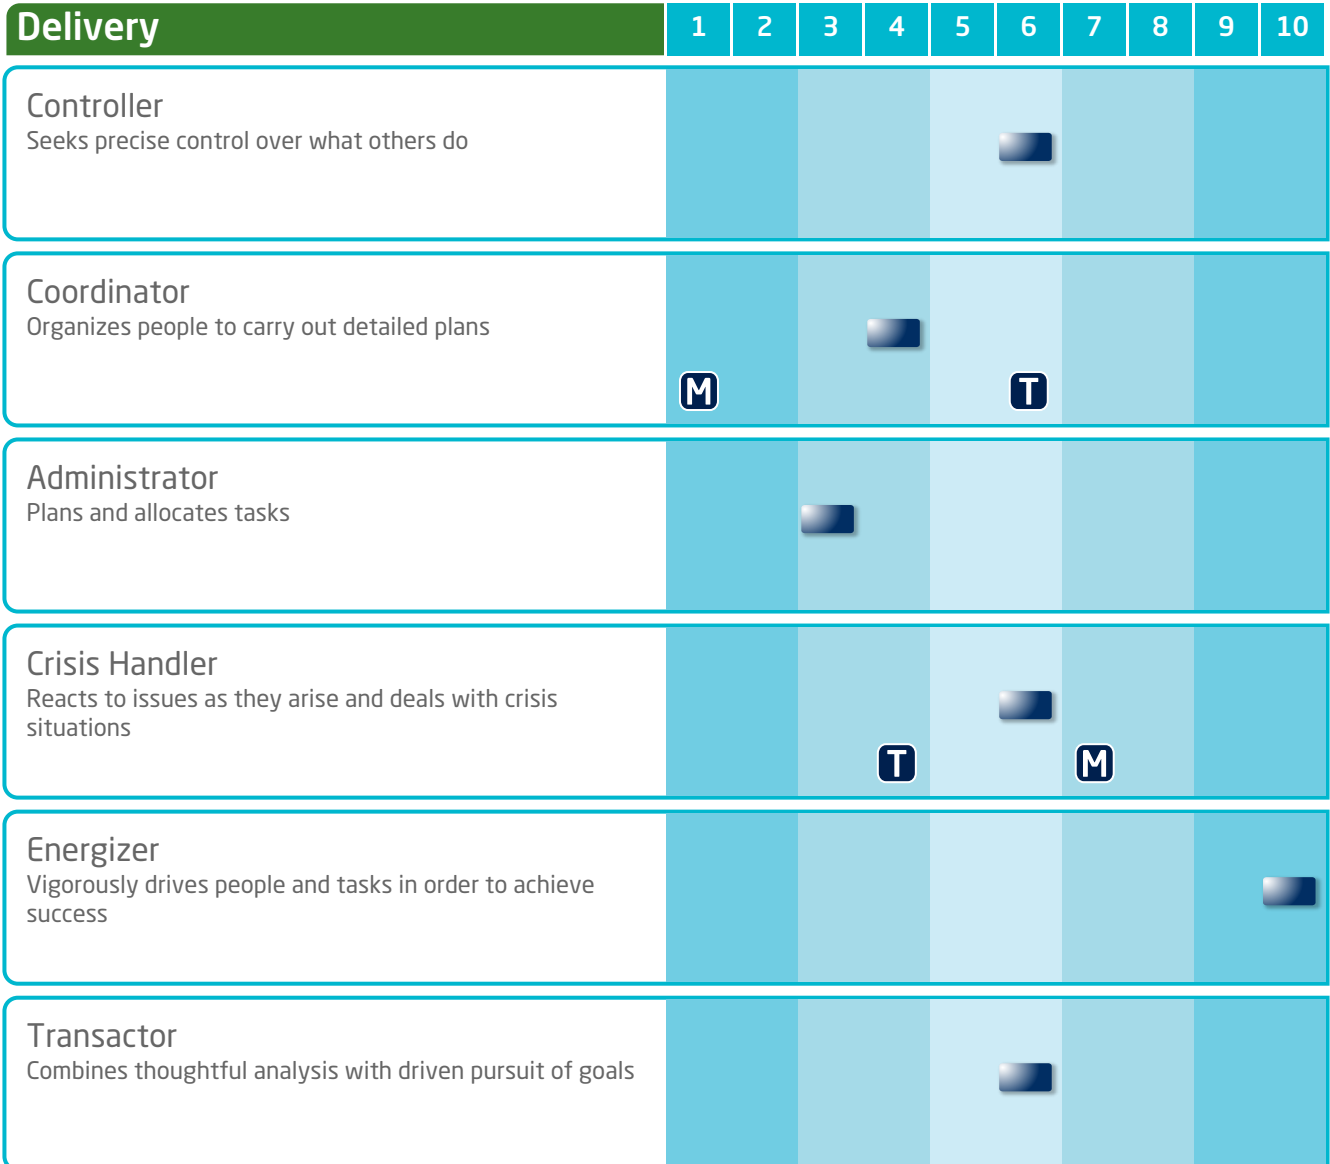 Delivery 1 2 3 4 5 6 7 8 9 10
Controller
Seeks precise control over what others do
Coordinator
Organizes people to carry out detailed plans
M T
Administrator
Plans and allocates tasks
Crisis Handler
Reacts to issues as they arise and deals with crisis
situations
T M
Energizer
Vigorously drives people and tasks in order to achieve
success
Transactor
Combines thoughtful analysis with driven pursuit of goals